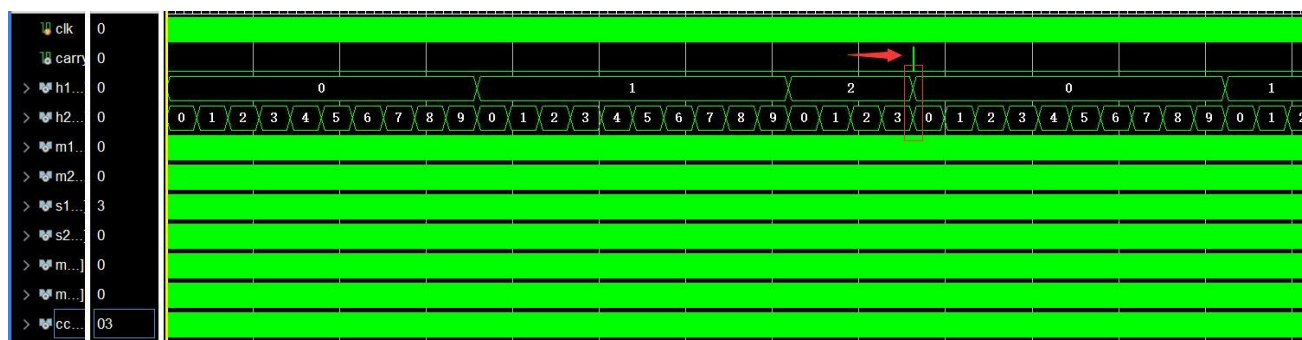 clk 0
carry 0
h1... 0 0 1 2 0 1
h2... 0 0 1 2 3 4 5 6 7 8 9 0 1 2 3 4 5 6 7 8 9 0 1 2 3 0 1 2 3 4 5 6 7 8 9 0 1 2
m1... 0
m2... 0
s1...] 3
s2...] 0
m...] 0
m...] 0
cc... 03